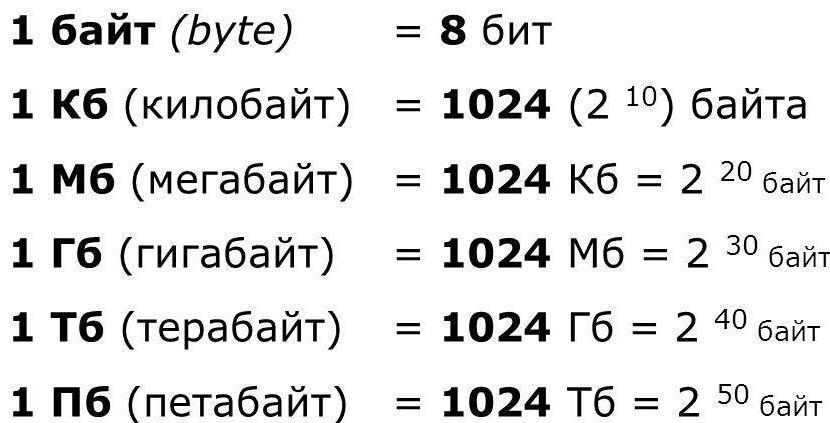 1 байт (byte) = 8 бит
1 Кб (килобайт) = 1024 (2 10) байта
1 Мб (мегабайт) = 1024 Кб = 2 20 байт
1 Гб (гигабайт) = 1024 Мб = 2 30 байт
1 Тб (терабайт) = 1024 Гб = 2 40 байт
1 Пб (петабайт) = 1024 Тб = 2 50 байт